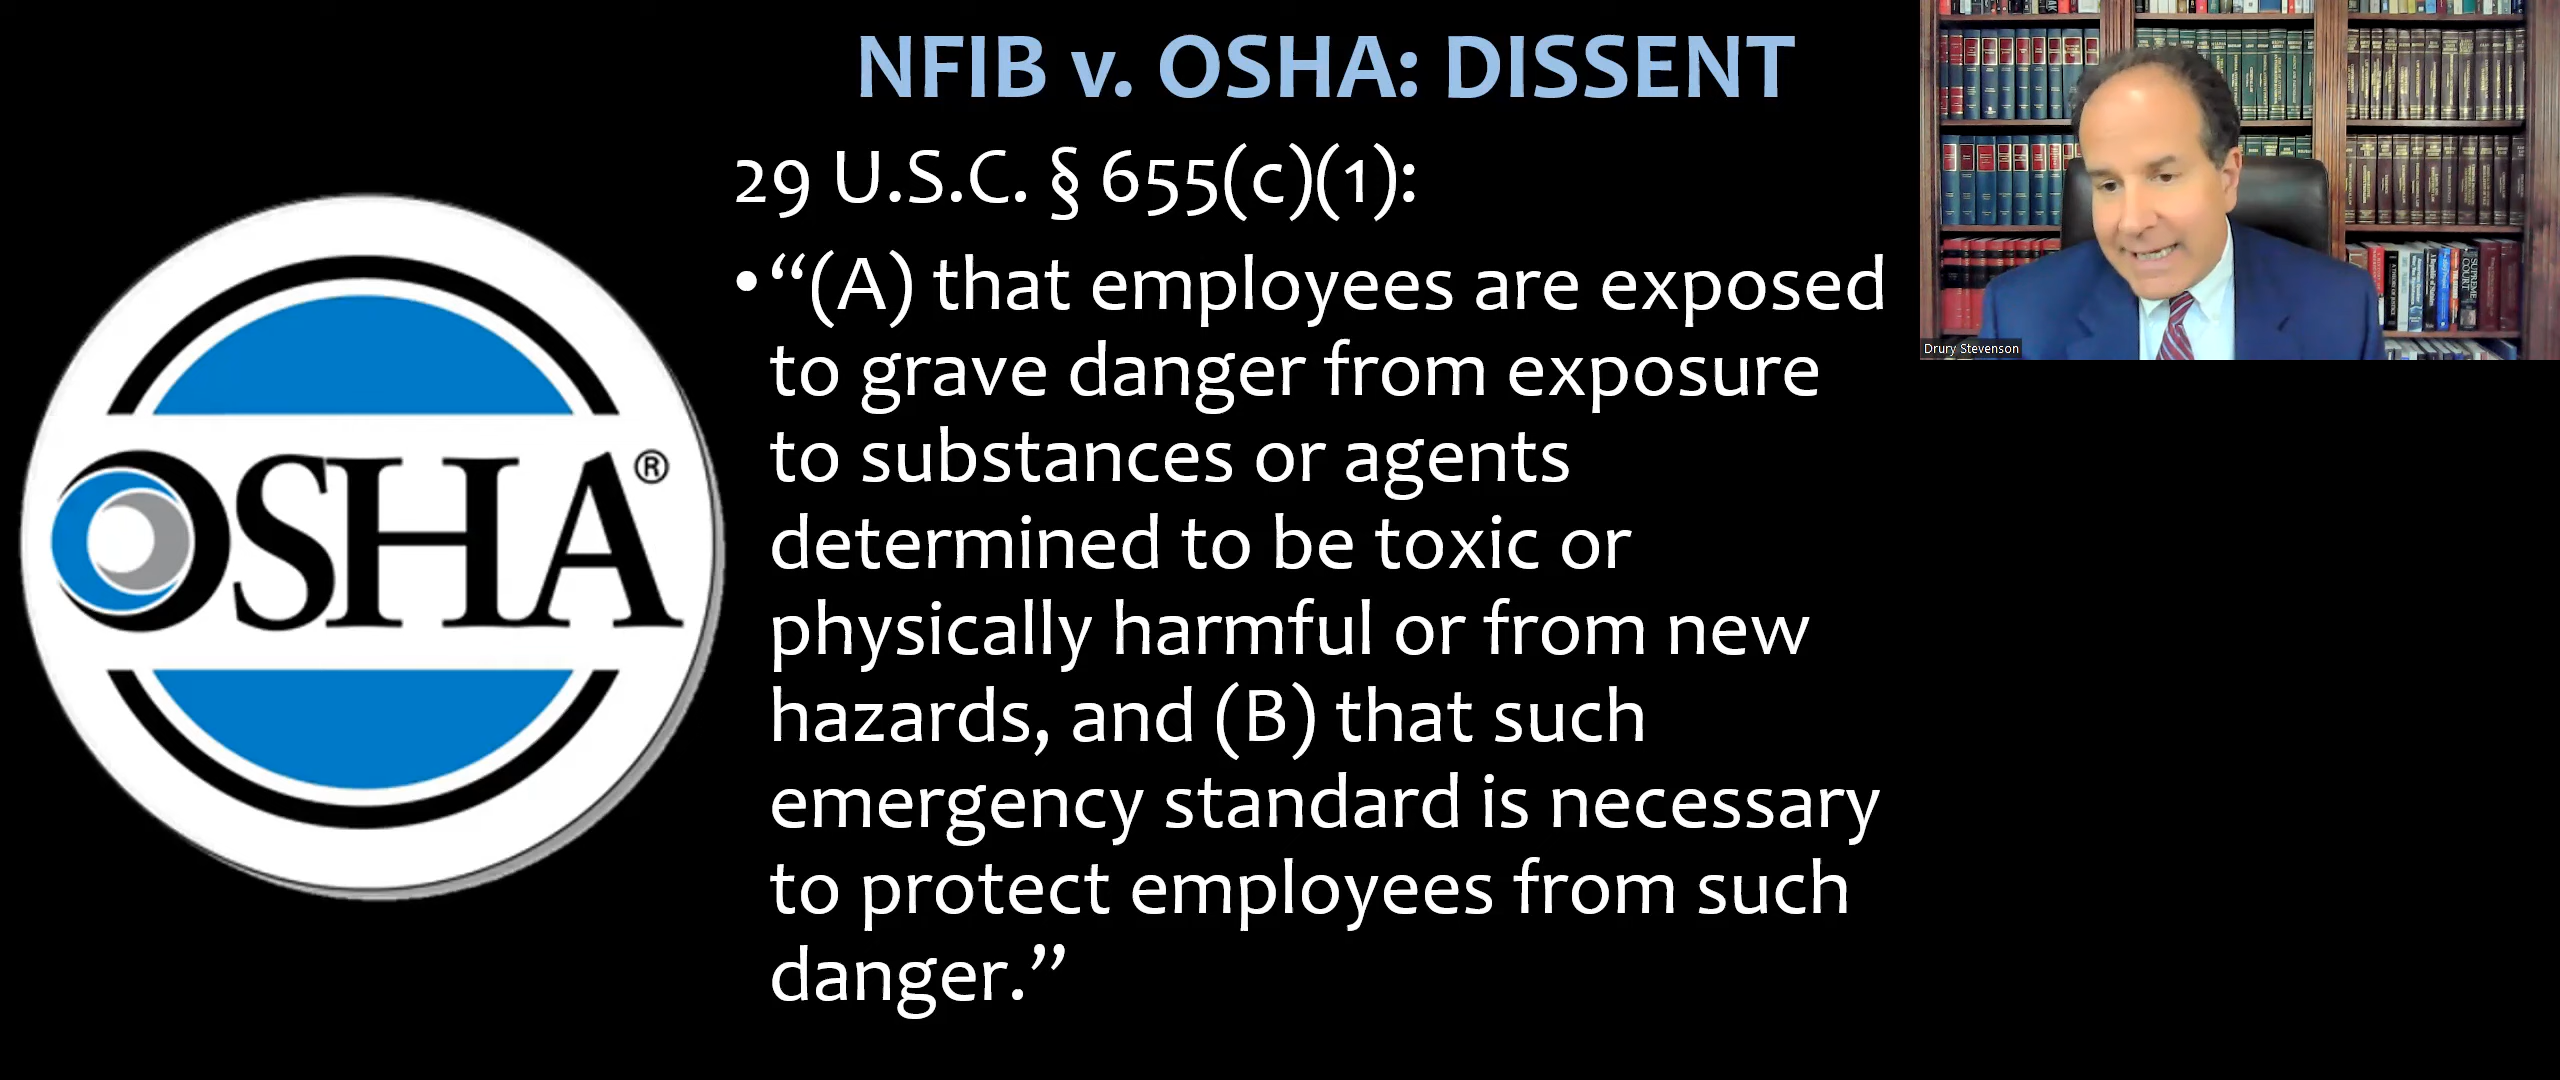 NFIB v. OSHA: DISSENT
29 U.S.C. § 655(c)(1):
• “(A) that employees are exposed
to grave danger from exposure
to substances or agents
determined to be toxic or
physically harmful or from new
hazards, and (B) that such
emergency standard is necessary
to protect employees from such
danger.”
OSHA®
Drury Stevenson
SUPREME COURT